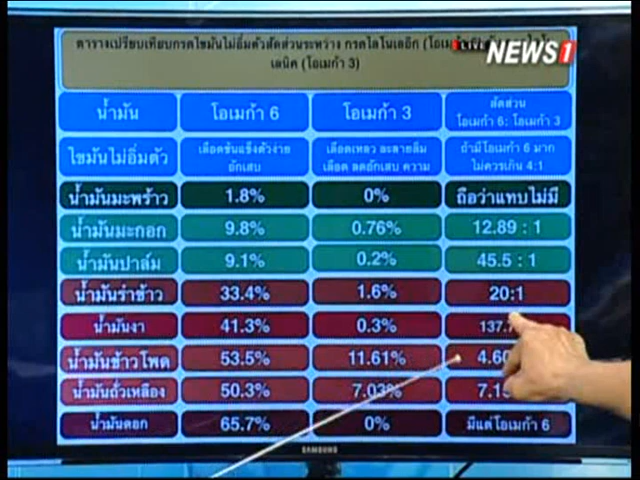 LIVE NEWS1
ตารางเปรียบเทียบกรดไขมันไม่อิ่มตัวสัดส่วนระหว่าง กรดไลโนเลอิก
เลนิค (โอเมก้า 3)
น้ำมัน โอเมก้า 6 โอเมก้า 3 สัดส่วน
โอเมก้า 6: โอเมก้า 3
ไขมันไม่อิ่มตัว เลือดข้นแข็งตัวง่าย เลือดเหลว ละลายลิ่ม ถ้ามีโอเมก้า 6 มาก
อักเสบ เลือด ลดอักเสบ ความ ไม่ควรเกิน 4:1
น้ำมันมะพร้าว 1.8% 0% ถือว่าแทบไม่มี
น้ำมันมะกอก 9.8% 0.76% 12.89 : 1
น้ำมันปาล์ม 9.1% 0.2% 45.5 : 1
น้ำมันรำข้าว 33.4% 1.6% 20:1
น้ำมันงา 41.3% 0.3% 137.
น้ำมันข้าวโพด 53.5% 11.61% 4.60
น้ำมันถั่วเหลือง 50.3% 7.03% 7.15
น้ำมันดอก 65.7% 0% มีแต่โอเมก้า 6
SAMSUNG